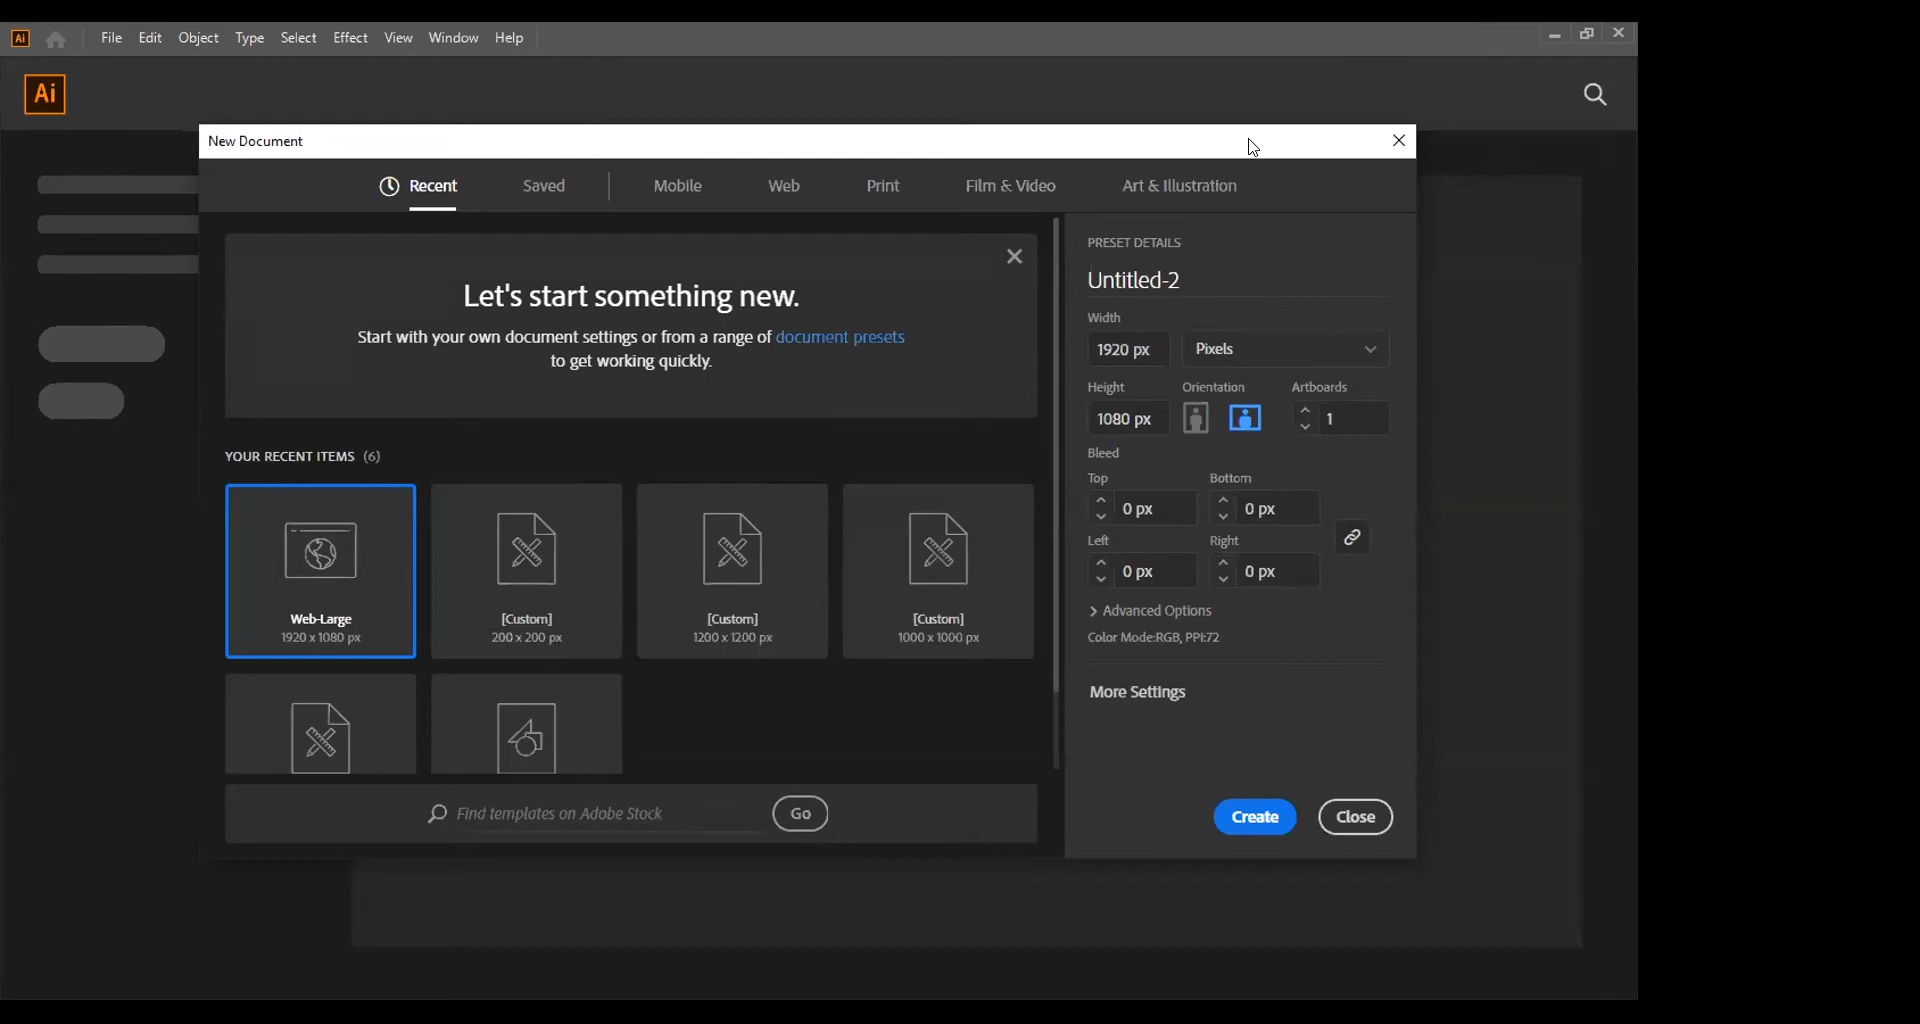 Ai File Edit Object Type Select Effect View Window Help
Ai
New Document
Recent Saved Mobile Web Print Film & Video Art & Illustration
Let's start something new.
Start with your own document settings or from a range of document presets
to get working quickly.
YOUR RECENT ITEMS (6)
Web-Large
1920 x 1080 px
[Custom]
200 x 200 px
[Custom]
1200 x 1200 px
[Custom]
1000 x 1000 px
Find templates on Adobe Stock Go
PRESET DETAILS
Untitled-2
Width
1920 px Pixels
Height Orientation Artboards
1080 px 1
Bleed
Top Bottom
0 px 0 px
Left Right
0 px 0 px
Advanced Options
Color Mode:RGB, PPI:72
More Settings
Create Close